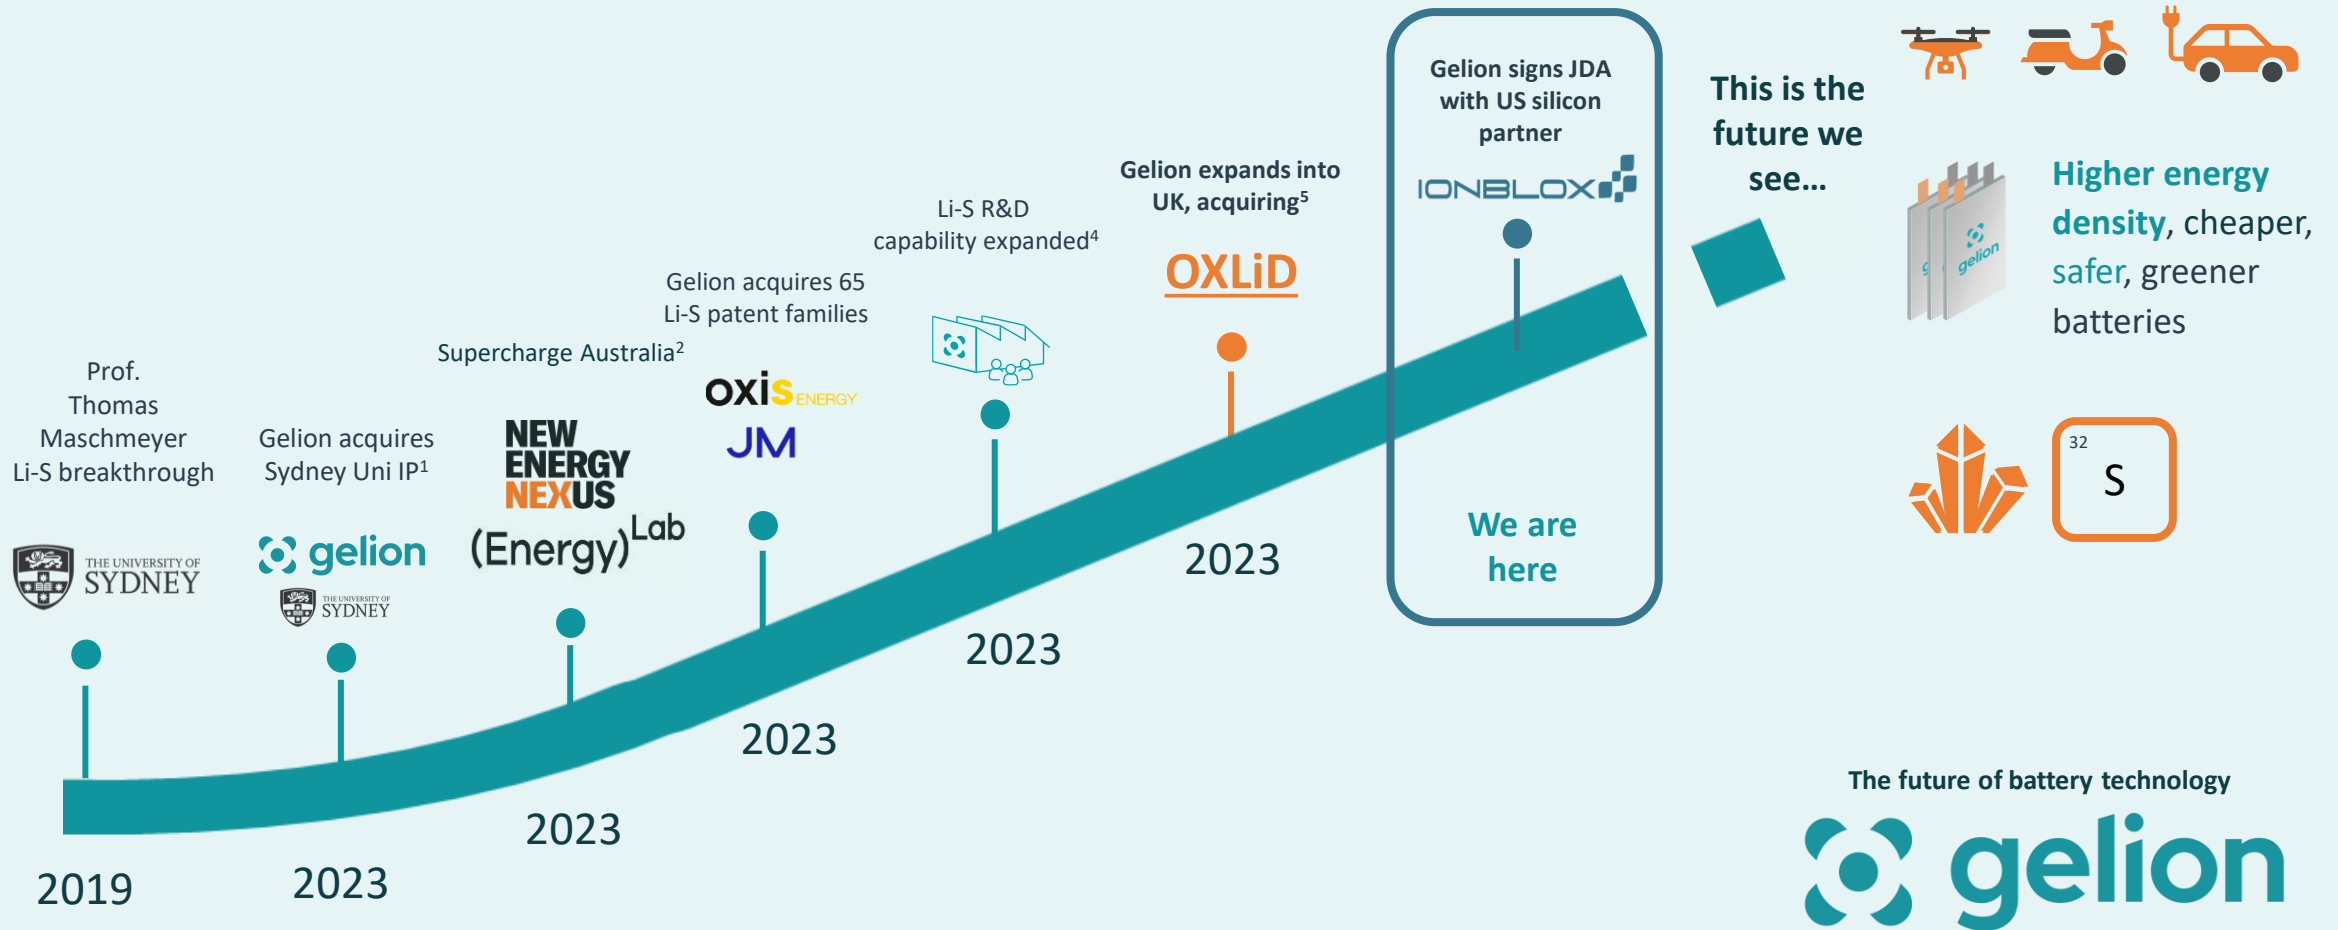 Prof.
Thomas
Maschmeyer
Li-S breakthrough
THE UNIVERSITY OF
SYDNEY
2019
Gelion acquires
Sydney Uni IP1
gelion
THE UNIVERSITY OF
SYDNEY
2023
Supercharge Australia2
NEW
ENERGY
NEXUS
(Energy)Lab
2023
Gelion acquires 65
Li-S patent families
oxis ENERGY
JM
2023
Li-S R&D
capability expanded4
2023
Gelion expands into
UK, acquiring5
OXLiD
2023
Gelion signs JDA
with US silicon
partner
IONBLOX
We are
here
This is the
future we
see...
gelion
Higher energy
density, cheaper,
safer, greener
batteries
32
S
The future of battery technology
gelion